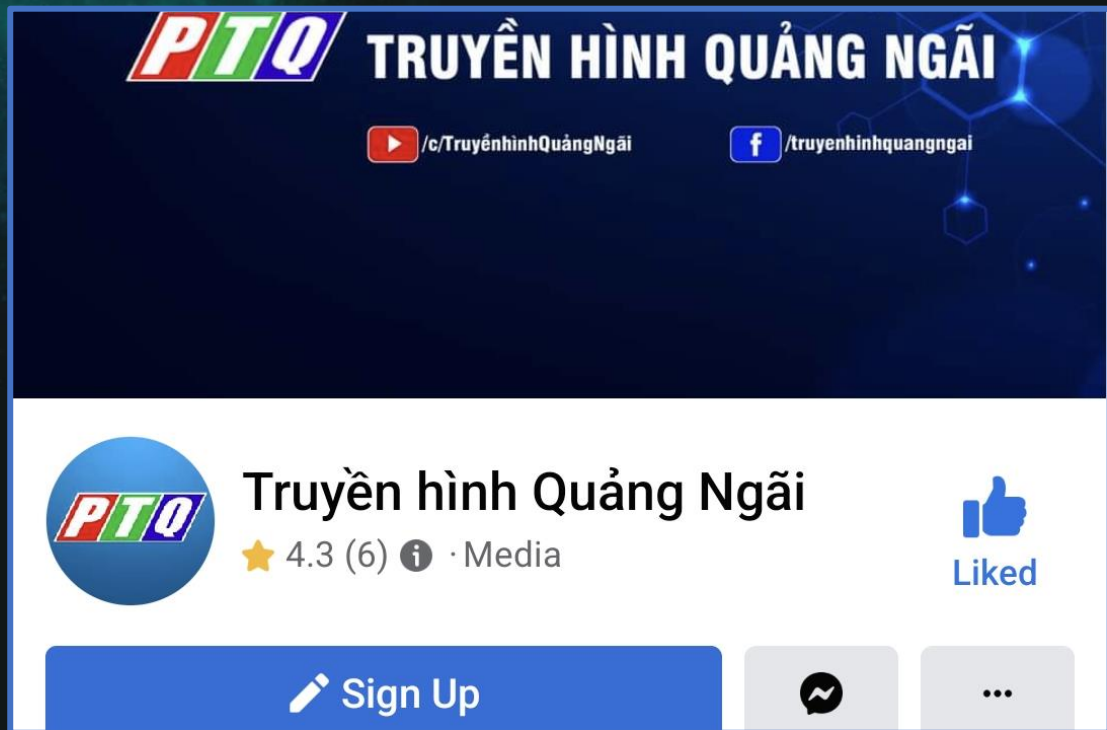 PTQ TRUYỀN HÌNH QUẢNG NGÃI
/c/TruyềnhìnhQuảngNgãi f /truyenhinhquangngai
PTQ
Truyền hình Quảng Ngãi
4.3 (6) · Media
Liked
Sign Up